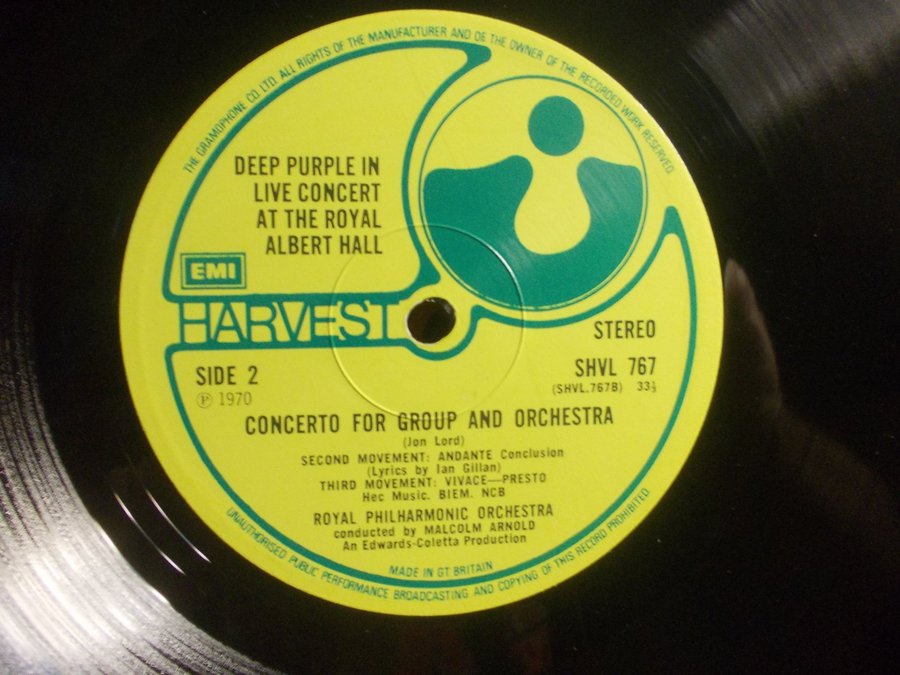 THE GRAMOPHONE CO. LTD. ALL RIGHTS OF THE MANUFACTURER AND OF THE OWNER OF THE RECORDED WORK RESERVED.
DEEP PURPLE IN
LIVE CONCERT
AT THE ROYAL
ALBERT HALL
EMI
HARVEST
STEREO
SIDE 2
SHVL 767
℗ 1970
(SHVL.767B) 33⅓
CONCERTO FOR GROUP AND ORCHESTRA
(Jon Lord)
SECOND MOVEMENT: ANDANTE Conclusion
(Lyrics by Ian Gillan)
THIRD MOVEMENT: VIVACE—PRESTO
Hec Music. BIEM. NCB
ROYAL PHILHARMONIC ORCHESTRA
conducted by MALCOLM ARNOLD
An Edwards-Coletta Production
MADE IN GT BRITAIN
UNAUTHORISED PUBLIC PERFORMANCE BROADCASTING AND COPYING OF THIS RECORD PROHIBITED